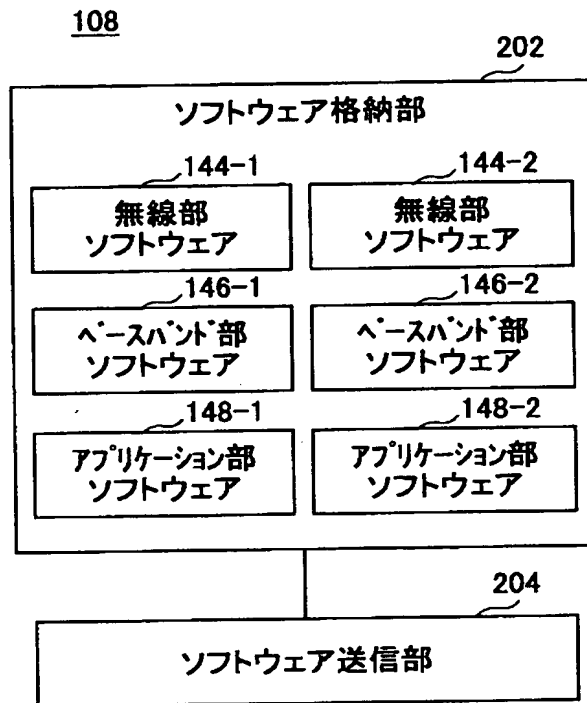 108
202
ソフトウェア格納部
144-1
144-2
無線部
ソフトウェア
無線部
ソフトウェア
146-1
146-2
ベースバンド部
ソフトウェア
ベースバンド部
ソフトウェア
148-1
148-2
アプリケーション部
ソフトウェア
アプリケーション部
ソフトウェア
204
ソフトウェア送信部